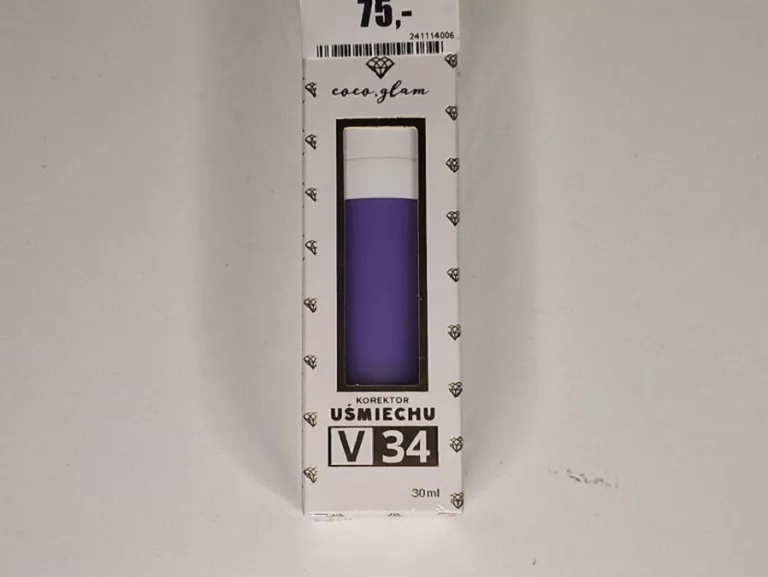 75,-
241114006
coco.glam
KOREKTOR
UŚMIECHU
V 34
30ml